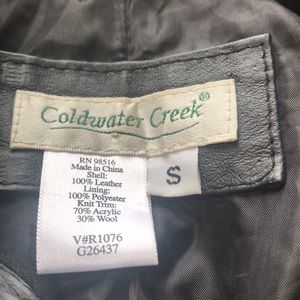 Coldwater Creek®
RN 98516
Made in China
Shell:
100% Leather
Lining:
100% Polyester
Knit Trim:
70% Acrylic
30% Wool
V#R1076
G26437
S